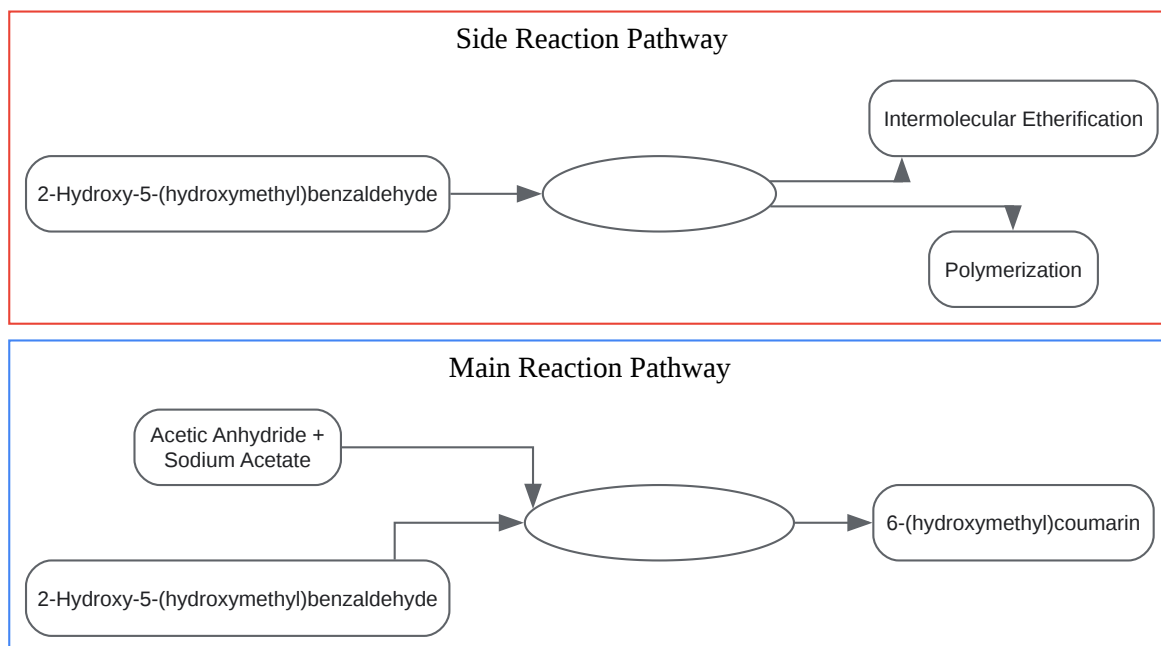 Side Reaction Pathway
Intermolecular Etherification
2-Hydroxy-5-(hydroxymethyl)benzaldehyde
Polymerization
Main Reaction Pathway
Acetic Anhydride +
Sodium Acetate
6-(hydroxymethyl)coumarin
2-Hydroxy-5-(hydroxymethyl)benzaldehyde